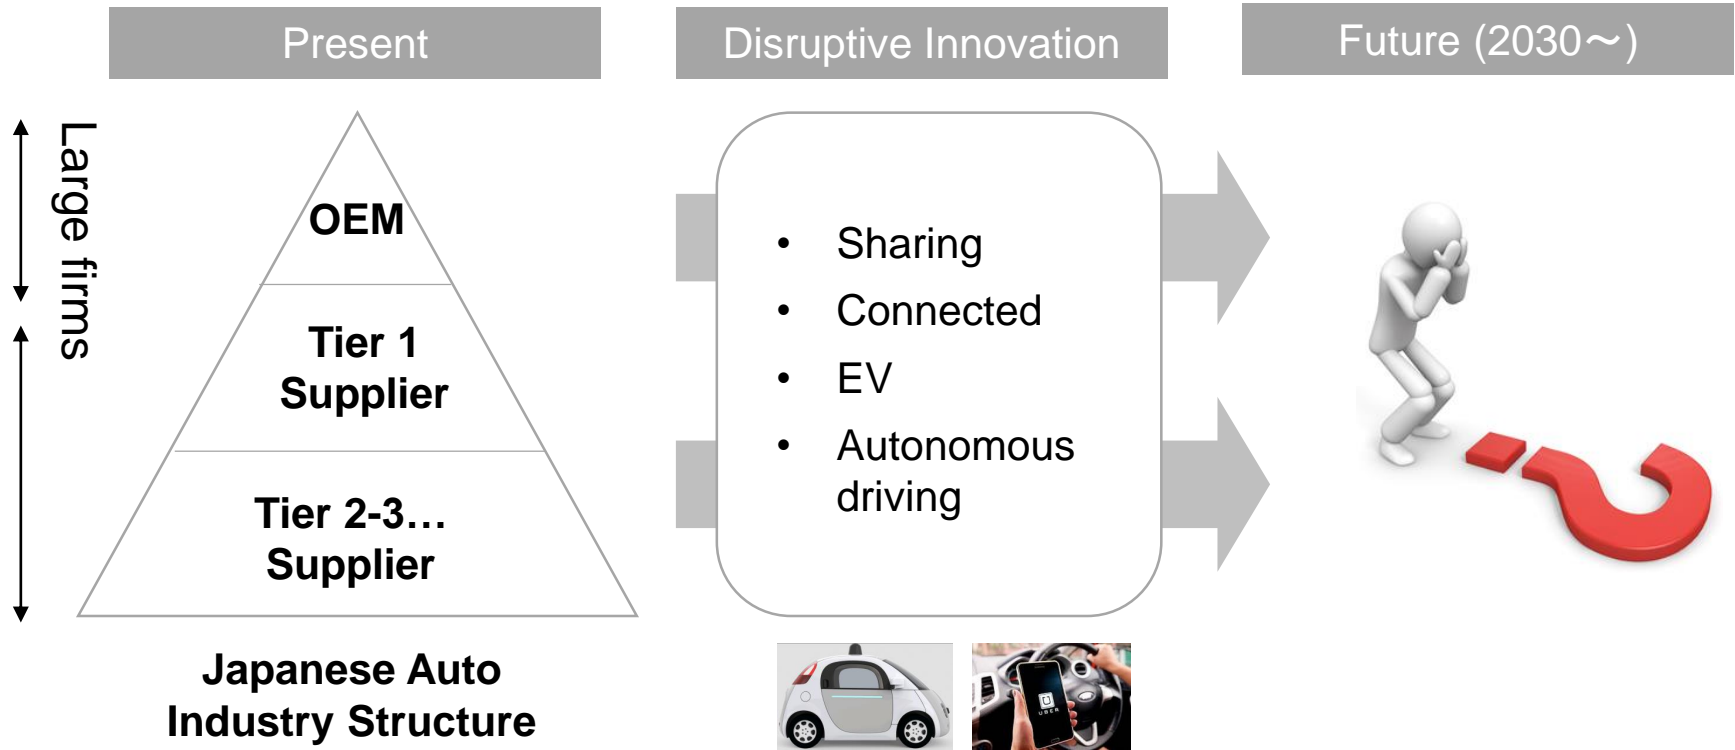 Present
Disruptive Innovation
Future (2030～)
Large firms
OEM
Tier 1
Supplier
Tier 2-3…
Supplier
Japanese Auto
Industry Structure
• Sharing
• Connected
• EV
• Autonomous
driving
UBER